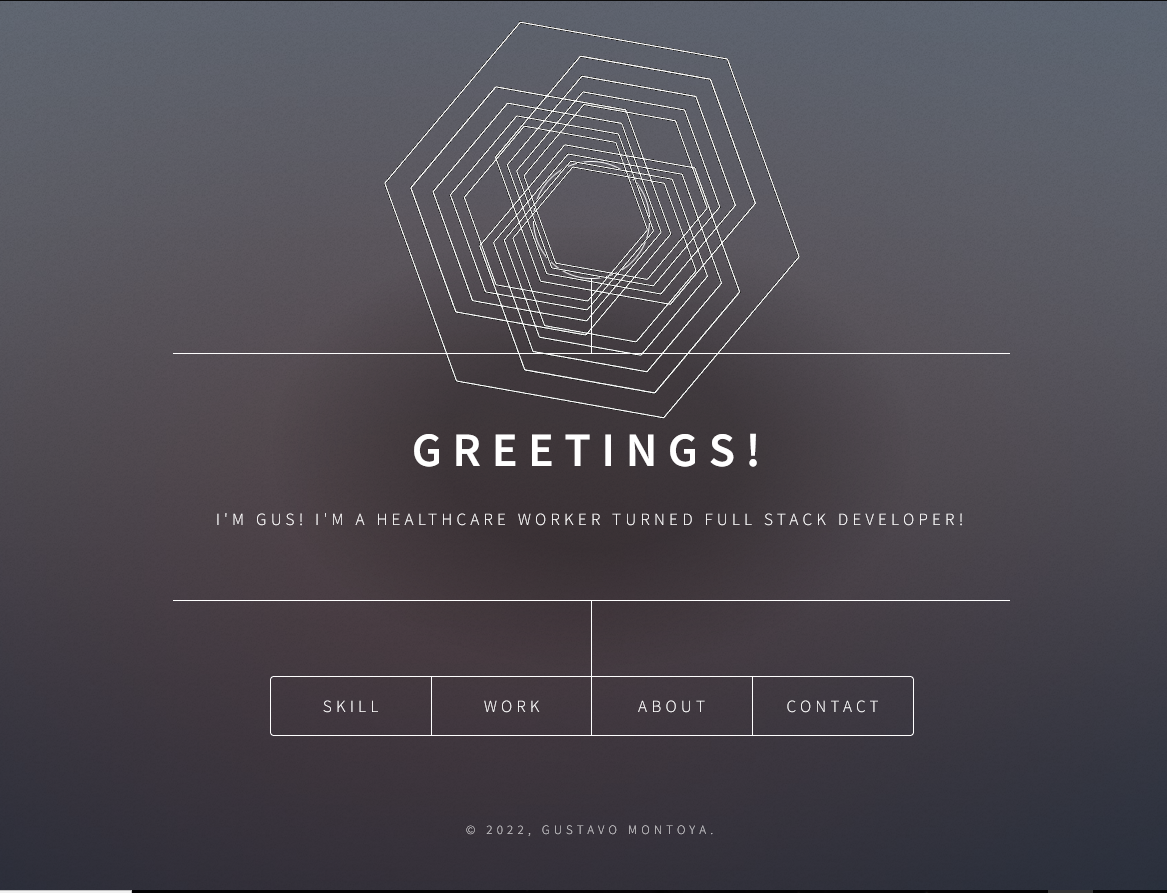 GREETINGS!
I'M GUS! I'M A HEALTHCARE WORKER TURNED FULL STACK DEVELOPER!
SKILL WORK ABOUT CONTACT
© 2022, GUSTAVO MONTOYA.